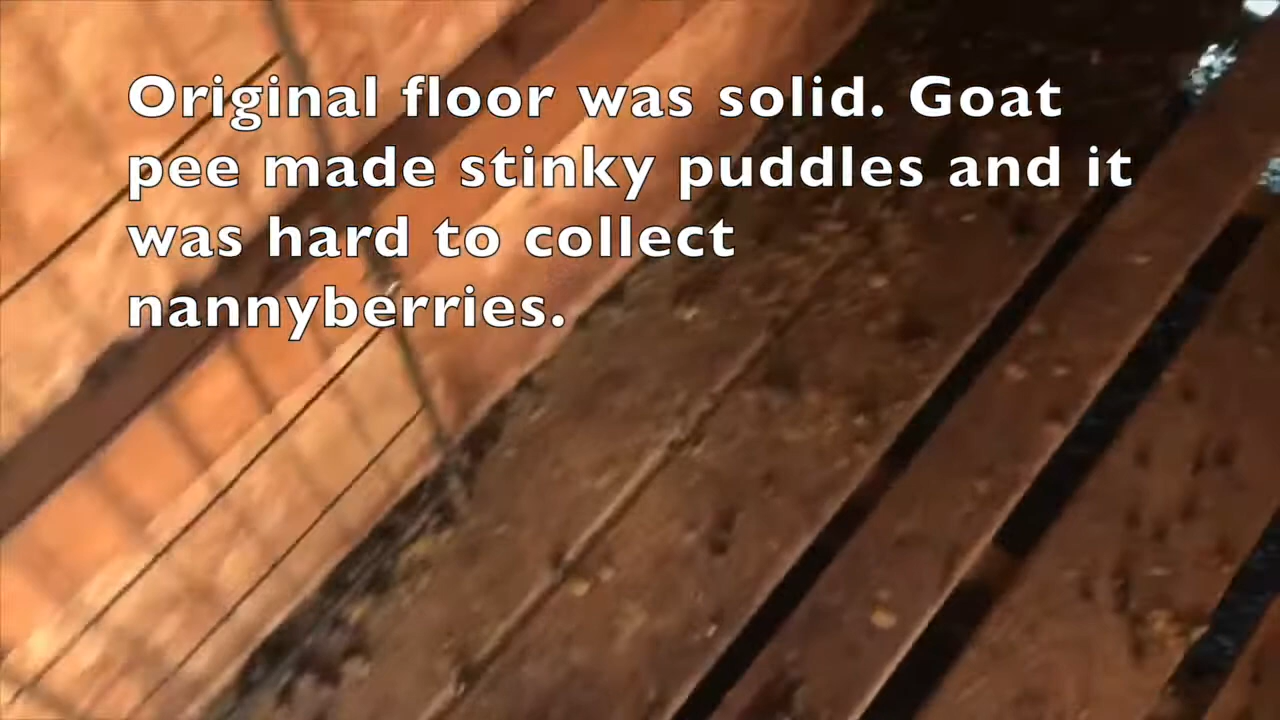 Original floor was solid. Goat
pee made stinky puddles and it
was hard to collect
nannyberries.